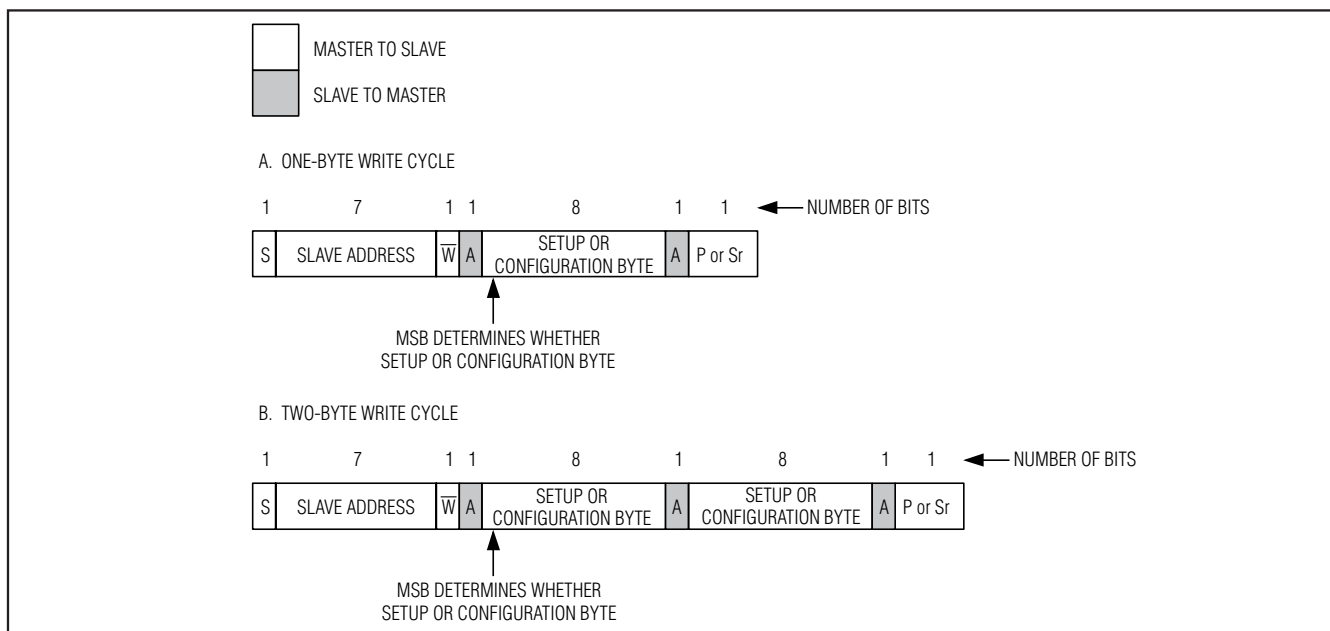 MASTER TO SLAVE
SLAVE TO MASTER
A. ONE-BYTE WRITE CYCLE
1 7 1 1 8 1 1 NUMBER OF BITS
S SLAVE ADDRESS W̅ A SETUP OR CONFIGURATION BYTE A P or Sr
MSB DETERMINES WHETHER
SETUP OR CONFIGURATION BYTE
B. TWO-BYTE WRITE CYCLE
1 7 1 1 8 1 8 1 1 NUMBER OF BITS
S SLAVE ADDRESS W̅ A SETUP OR CONFIGURATION BYTE A SETUP OR CONFIGURATION BYTE A P or Sr
MSB DETERMINES WHETHER
SETUP OR CONFIGURATION BYTE